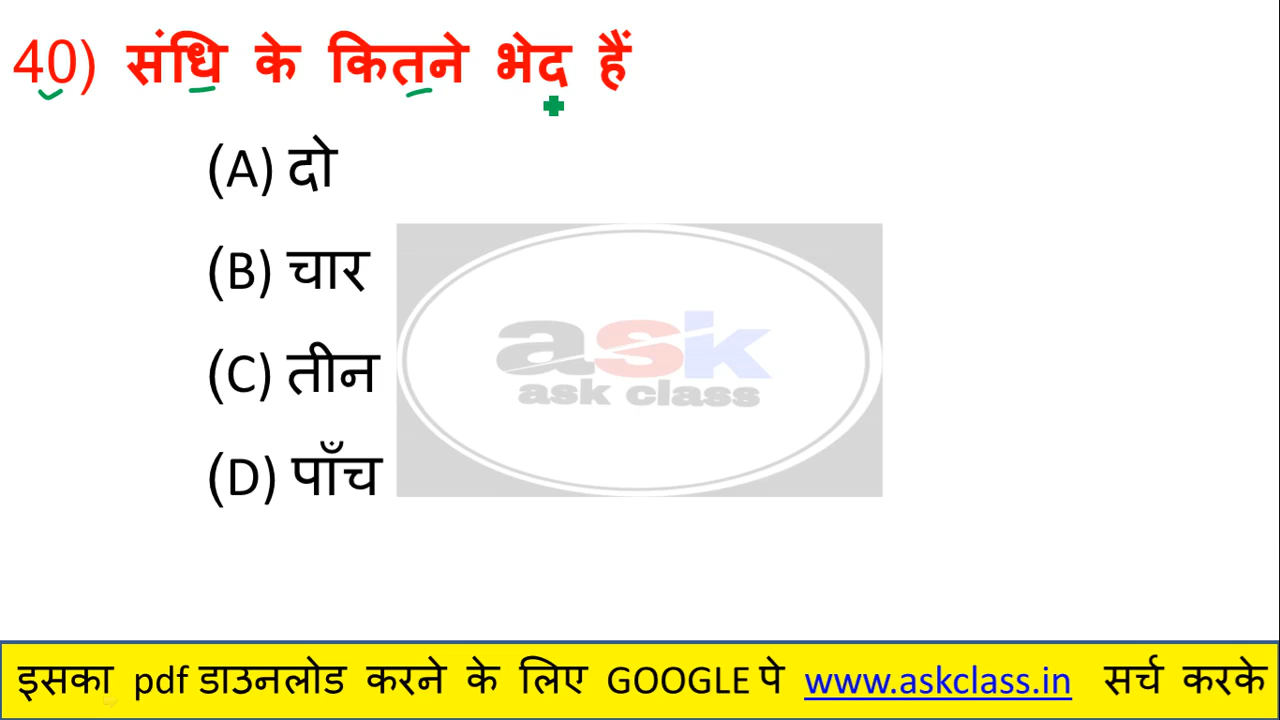 40) संधि के कितने भेद हैं
(A) दो
(B) चार
(C) तीन
(D) पाँच
ask
ask class
इसका pdf डाउनलोड करने के लिए GOOGLE पे www.askclass.in सर्च करके